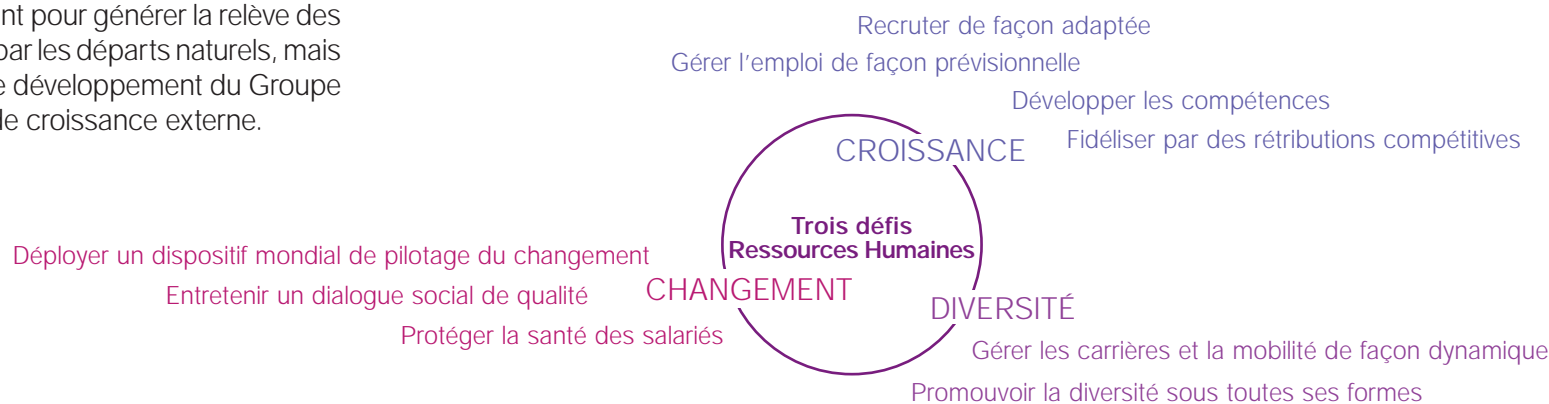 nt pour générer la relève des
par les départs naturels, mais
e développement du Groupe
de croissance externe.
Recruter de façon adaptée
Gérer l'emploi de façon prévisionnelle
Développer les compétences
Fidéliser par des rétributions compétitives
CROISSANCE
Trois défis
Ressources Humaines
Déployer un dispositif mondial de pilotage du changement
Entretenir un dialogue social de qualité
Protéger la santé des salariés
CHANGEMENT
DIVERSITÉ
Gérer les carrières et la mobilité de façon dynamique
Promouvoir la diversité sous toutes ses formes